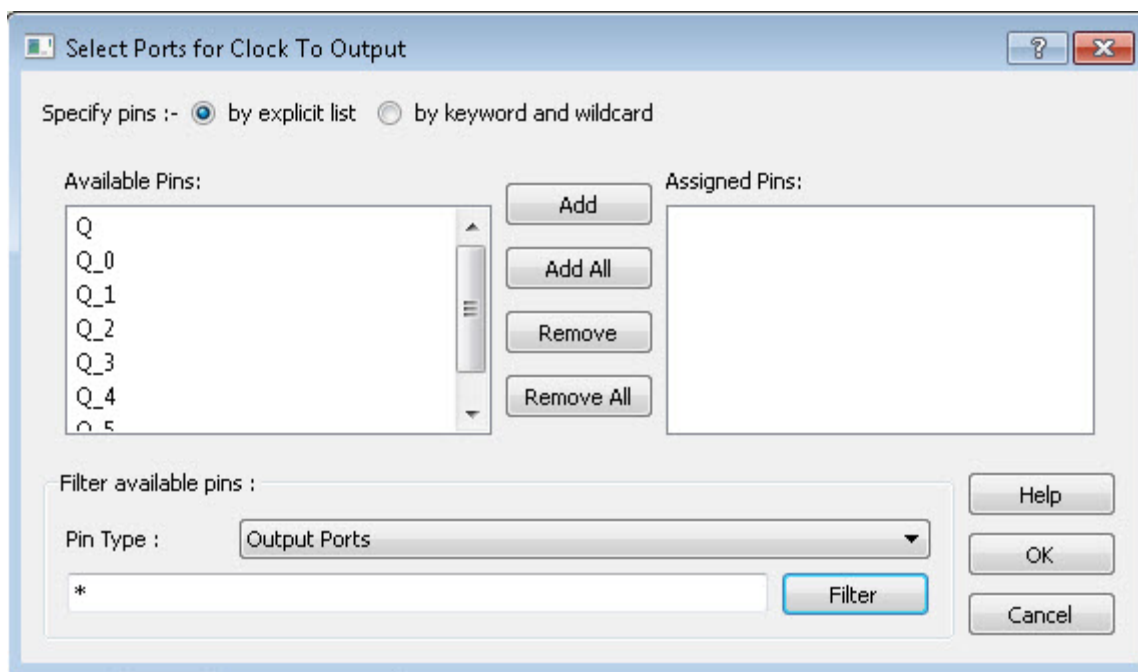 Select Ports for Clock To Output
Specify pins :- by explicit list by keyword and wildcard
Available Pins:
Assigned Pins:
Q
Q_0
Q_1
Q_2
Q_3
Q_4
Q_5
Add
Add All
Remove
Remove All
Filter available pins :
Pin Type : Output Ports
*
Filter
Help
OK
Cancel